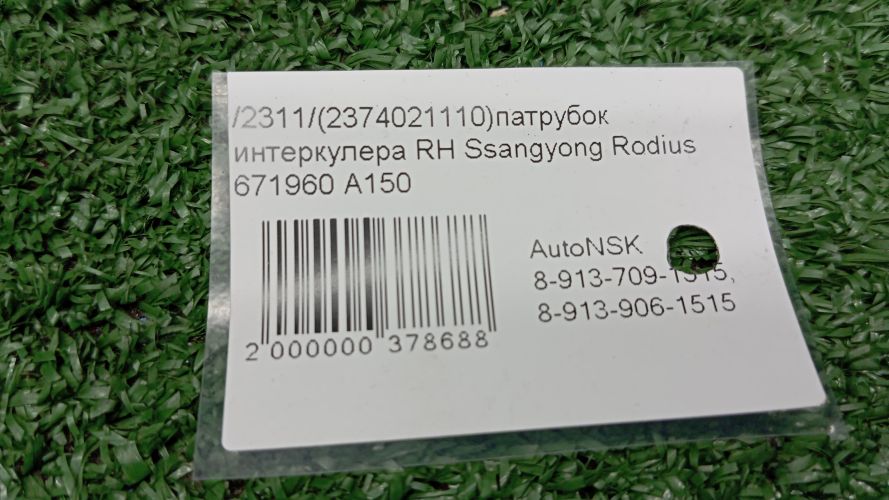 /2311/(2374021110)патрубок
интеркулера RH Ssangyong Rodius
671960 A150
AutoNSK
8-913-709-1515,
8-913-906-1515
2 000000 378688